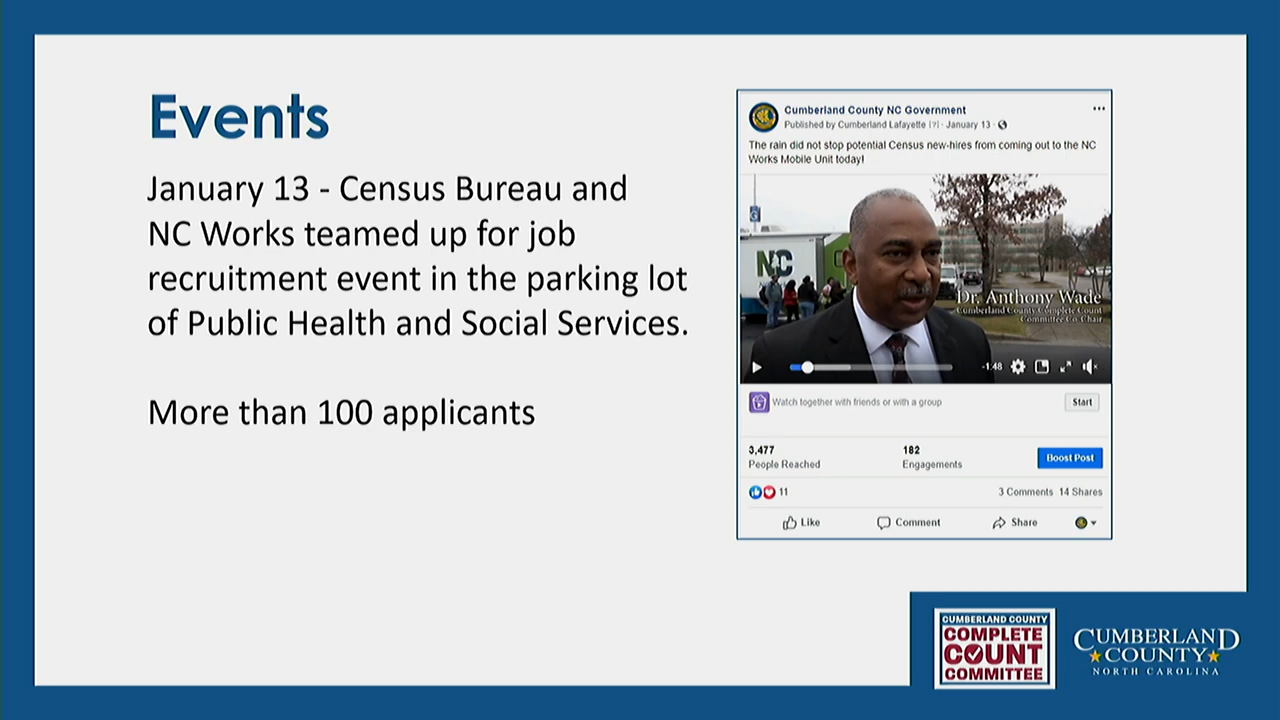 Events
January 13 - Census Bureau and
NC Works teamed up for job
recruitment event in the parking lot
of Public Health and Social Services.
More than 100 applicants
Cumberland County NC Government
Published by Cumberland Lafayette [?] · January 13 ·
The rain did not stop potential Census new-hires from coming out to the NC
Works Mobile Unit today!
NC
Dr. Anthony Wade
Cumberland County Complete Count
Committee Co-Chair
-1:48
Watch together with friends or with a group
Start
3,477
People Reached
182
Engagements
Boost Post
11
3 Comments 14 Shares
Like
Comment
Share
CUMBERLAND COUNTY
COMPLETE
COUNT
COMMITTEE
CUMBERLAND
COUNTY
NORTH CAROLINA